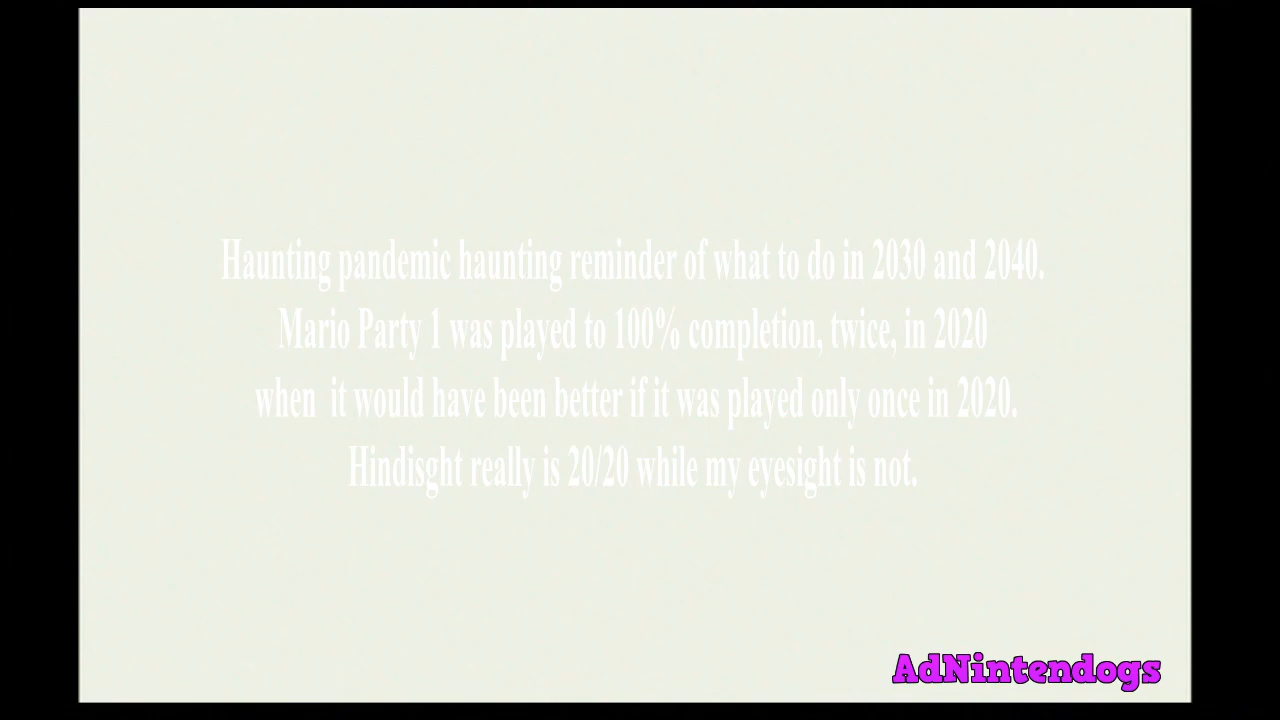 Haunting pandemic haunting reminder of what to do in 2030 and 2040.
Mario Party 1 was played to 100% completion, twice, in 2020
when  it would have been better if it was played only once in 2020.
Hindisght really is 20/20 while my eyesight is not.
AdNintendogs